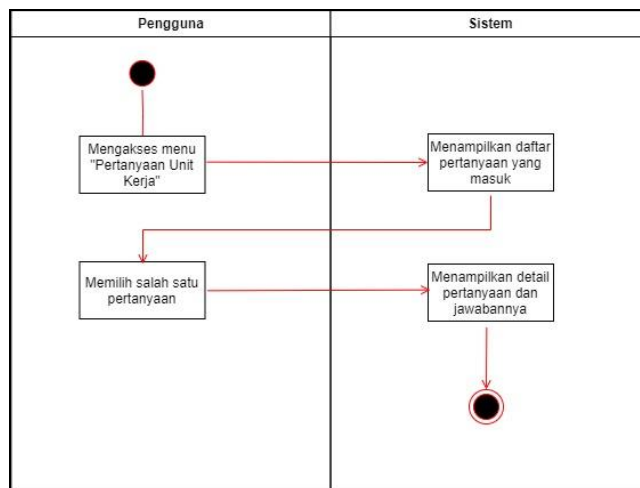 Pengguna
Sistem
Mengakses menu
"Pertanyaan Unit
Kerja"
Menampilkan daftar
pertanyaan yang
masuk
Memilih salah satu
pertanyaan
Menampilkan detail
pertanyaan dan
jawabannya